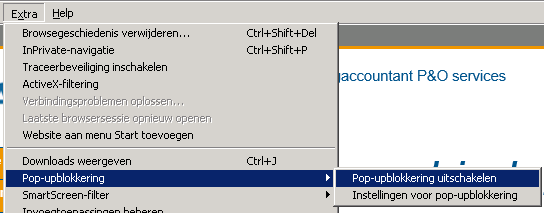 Extra Help
Browsegeschiedenis verwijderen... Ctrl+Shift+Del
InPrivate-navigatie Ctrl+Shift+P
Traceerbeveiliging inschakelen
ActiveX-filtering
gaccountant P&O services
Verbindingsproblemen oplossen...
Laatste browsersessie opnieuw openen
Website aan menu Start toevoegen
Downloads weergeven Ctrl+J
Pop-upblokkering
Pop-upblokkering uitschakelen
SmartScreen-filter
Instellingen voor pop-upblokkering
Invoegtoepassingen beheren